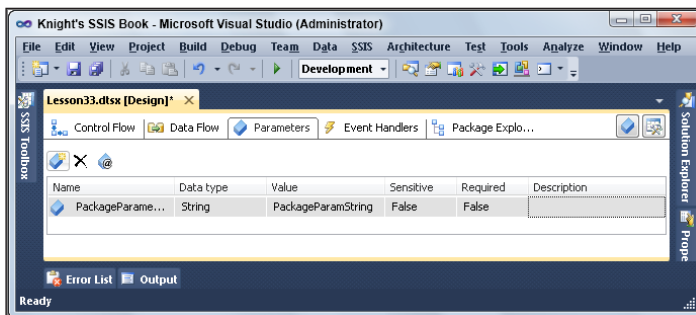 Knight's SSIS Book - Microsoft Visual Studio (Administrator)
File Edit View Project Build Debug Team Data SSIS Architecture Test Tools Analyze Window Help
Development
Lesson33.dtsx [Design]*
Control Flow Data Flow Parameters Event Handlers Package Explo...
SSIS Toolbox
Name Data type Value Sensitive Required Description
PackageParame... String PackageParamString False False
Solution Explorer
Prope
Error List Output
Ready